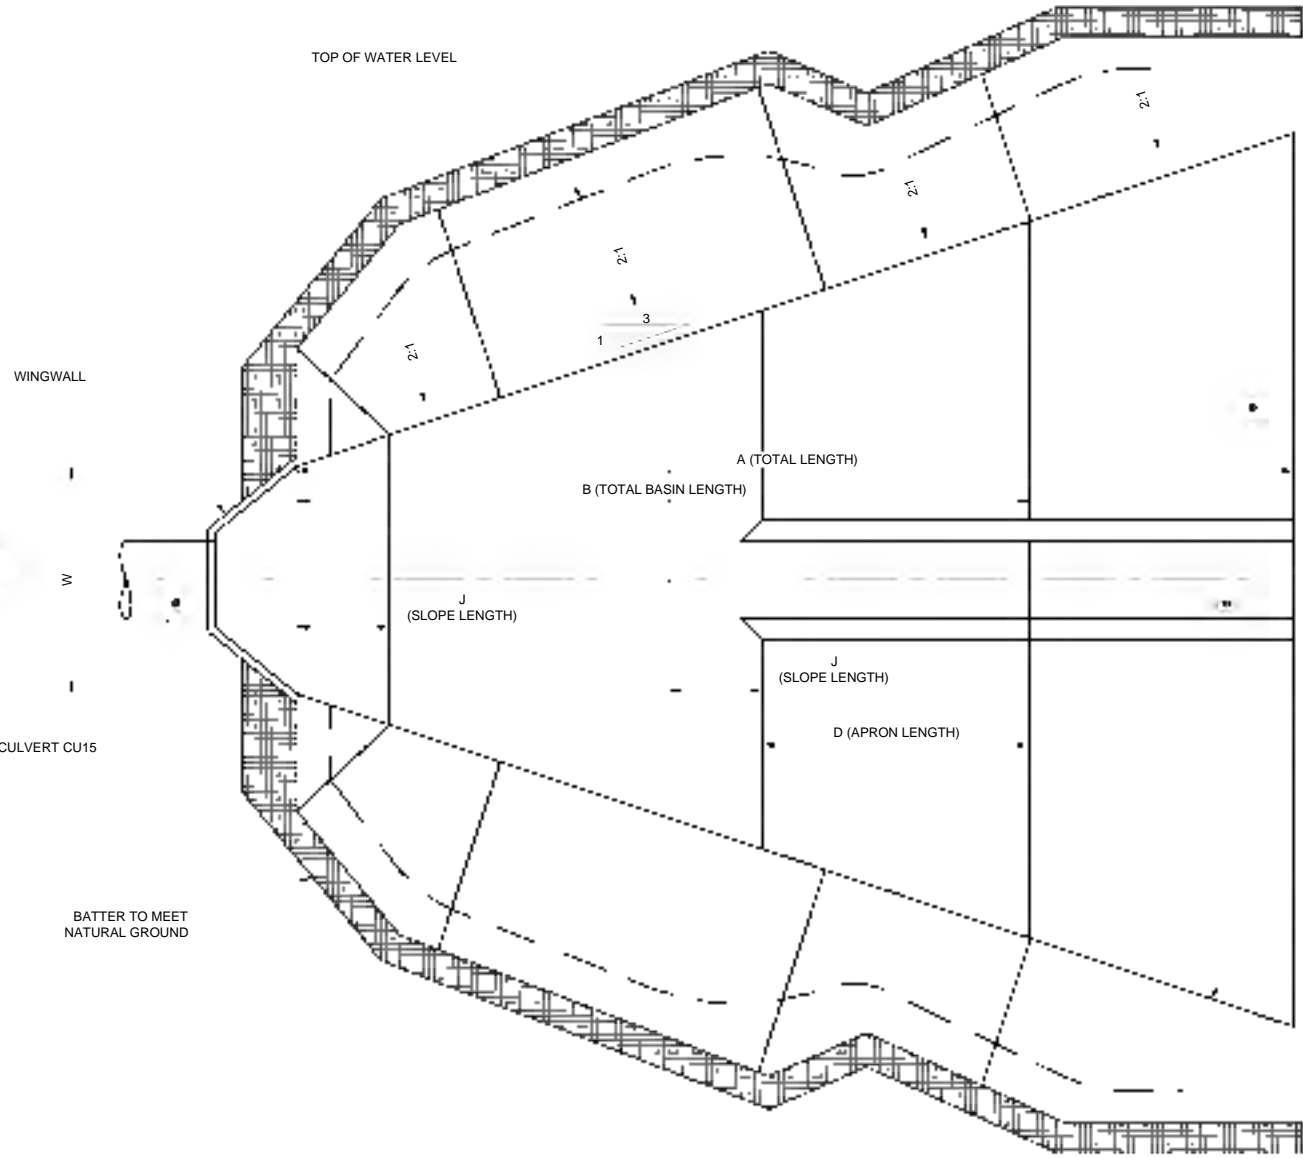 TOP OF WATER LEVEL
2:1
2:1
2:1
3
1
2:1
WINGWALL
A (TOTAL LENGTH)
B (TOTAL BASIN LENGTH)
W
J
(SLOPE LENGTH)
J
(SLOPE LENGTH)
D (APRON LENGTH)
CULVERT CU15
BATTER TO MEET
NATURAL GROUND